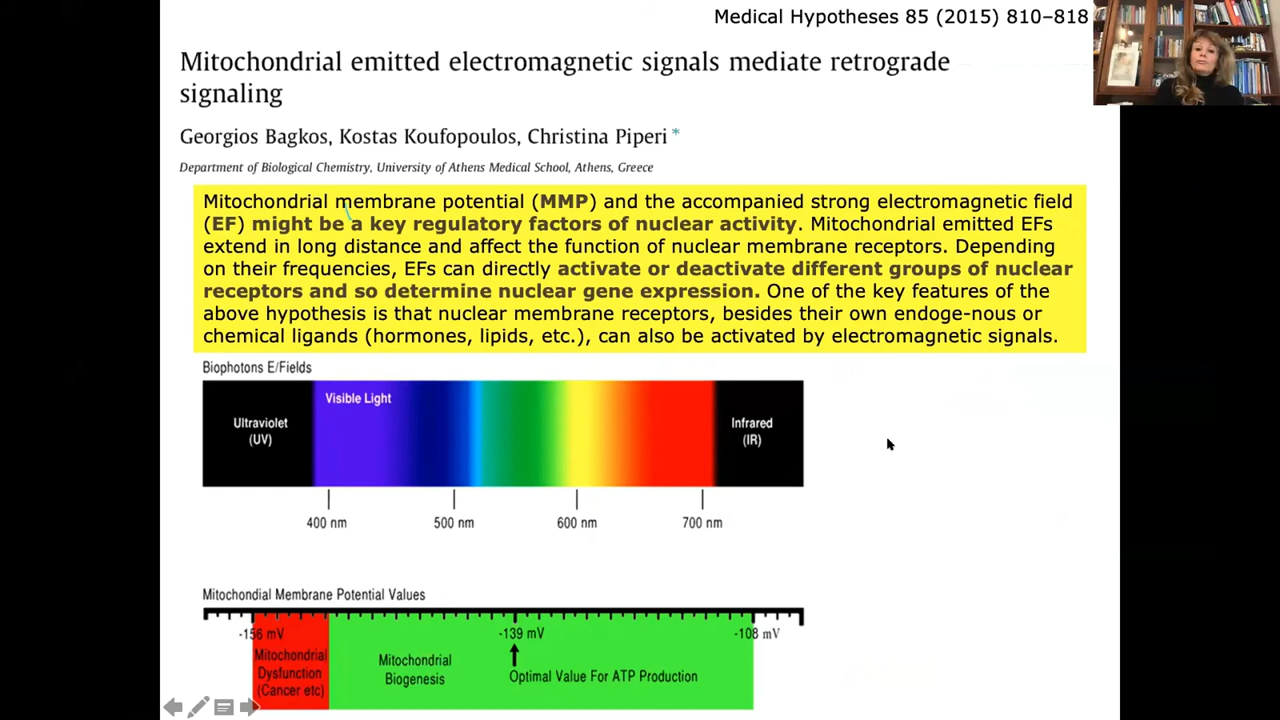 Medical Hypotheses 85 (2015) 810–818
Mitochondrial emitted electromagnetic signals mediate retrograde
signaling
Georgios Bagkos, Kostas Koufopoulos, Christina Piperi *
Department of Biological Chemistry, University of Athens Medical School, Athens, Greece
Mitochondrial membrane potential (MMP) and the accompanied strong electromagnetic field
(EF) might be a key regulatory factors of nuclear activity. Mitochondrial emitted EFs
extend in long distance and affect the function of nuclear membrane receptors. Depending
on their frequencies, EFs can directly activate or deactivate different groups of nuclear
receptors and so determine nuclear gene expression. One of the key features of the
above hypothesis is that nuclear membrane receptors, besides their own endoge-nous or
chemical ligands (hormones, lipids, etc.), can also be activated by electromagnetic signals.
Biophotons E/Fields
Visible Light
Ultraviolet
(UV)
Infrared
(IR)
400 nm 500 nm 600 nm 700 nm
Mitochondial Membrane Potential Values
-156 mV -139 mV -108 mV
Mitochondrial
Dysfunction
(Cancer etc)
Mitochondrial
Biogenesis
Optimal Value For ATP Production